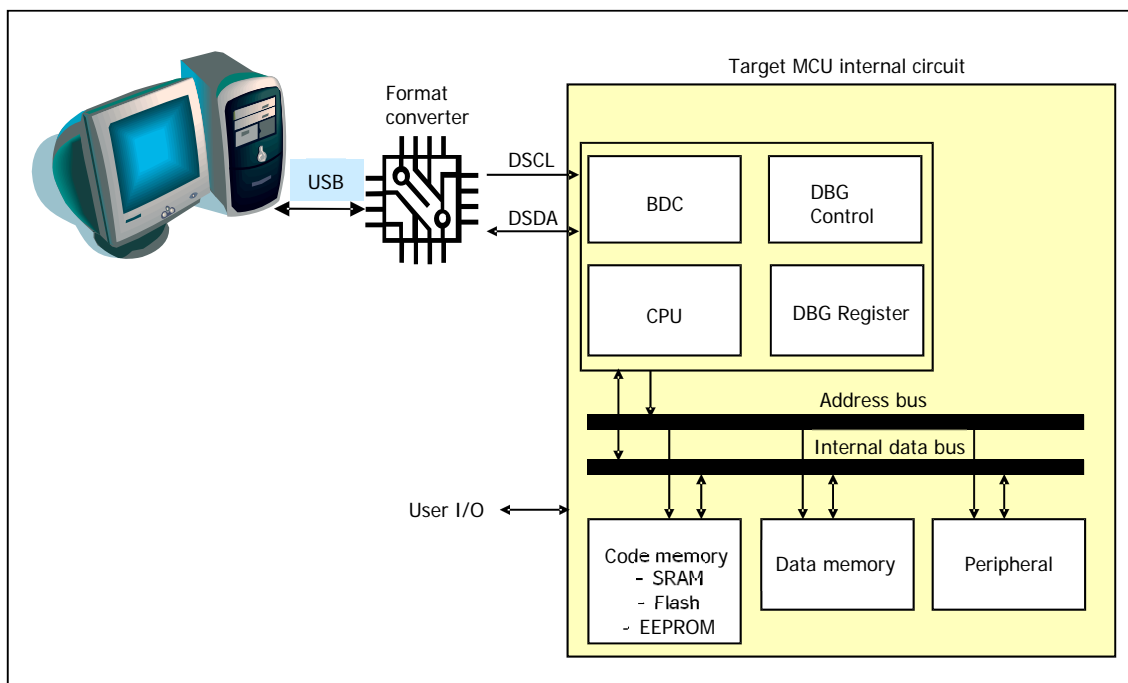 Target MCU internal circuit
Format
converter
USB
DSCL
DSDA
BDC
DBG
Control
CPU
DBG Register
Address bus
Internal data bus
User I/O
Code memory
- SRAM
- Flash
- EEPROM
Data memory
Peripheral